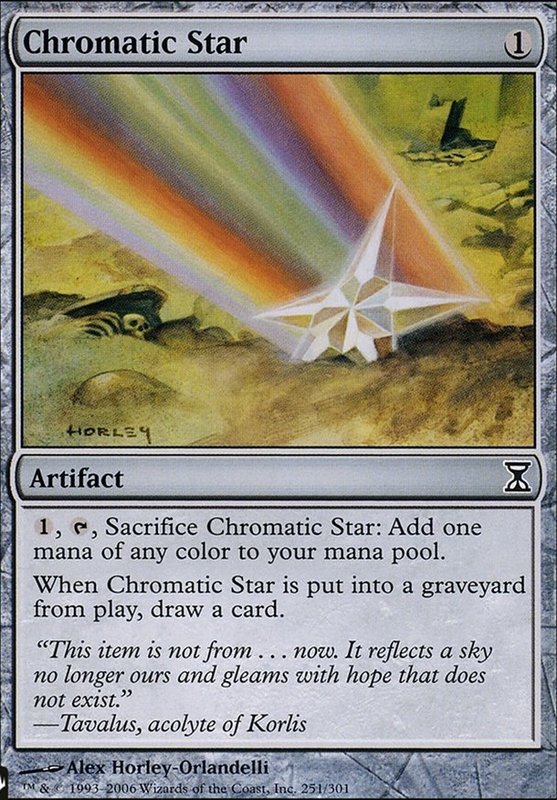 Chromatic Star 1
HORLEY
Artifact
1, , Sacrifice Chromatic Star: Add one
mana of any color to your mana pool.
When Chromatic Star is put into a graveyard
from play, draw a card.
“This item is not from . . . now. It reflects a sky
no longer ours and gleams with hope that does
not exist.”
—Tavalus, acolyte of Korlis
Alex Horley-Orlandelli
™ & © 1993–2006 Wizards of the Coast, Inc. 251/301